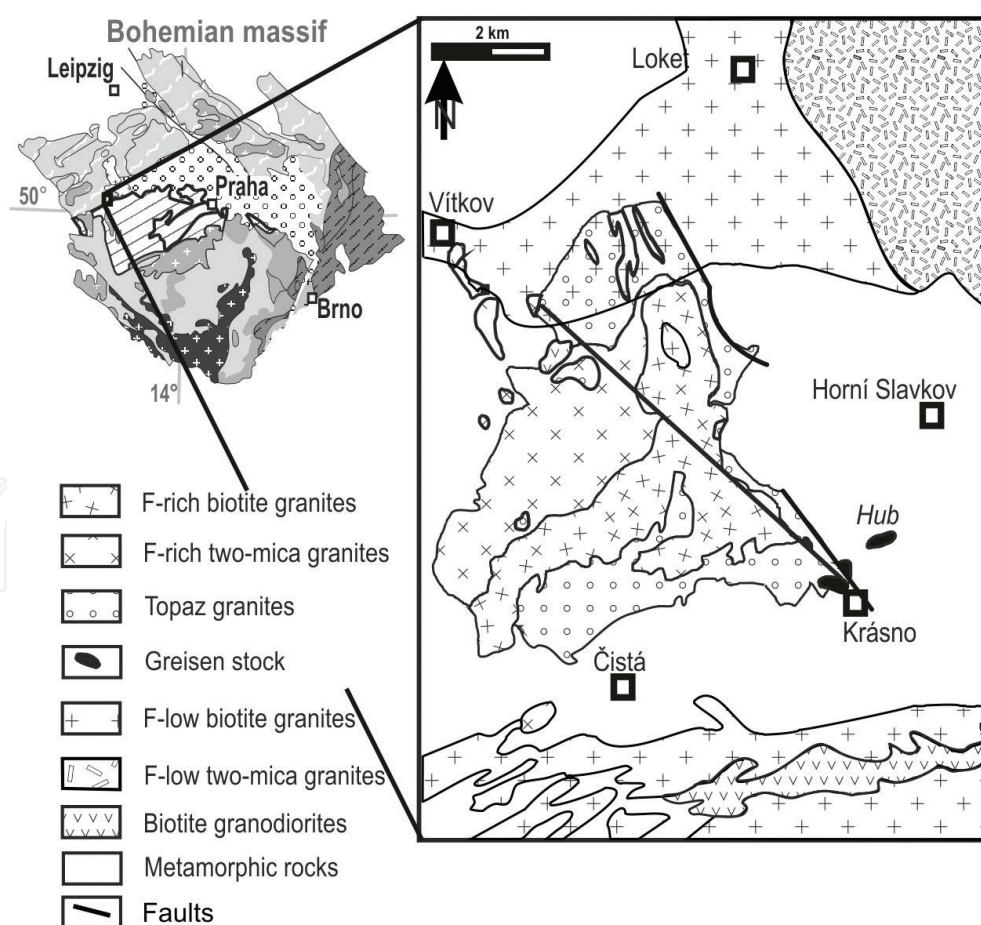 Bohemian massif
Leipzig
50°
Praha
Brno
14°
2 km
N
Loket
Vítkov
Horní Slavkov
Hub
Krásno
Čistá
F-rich biotite granites
F-rich two-mica granites
Topaz granites
Greisen stock
F-low biotite granites
F-low two-mica granites
Biotite granodiorites
Metamorphic rocks
Faults